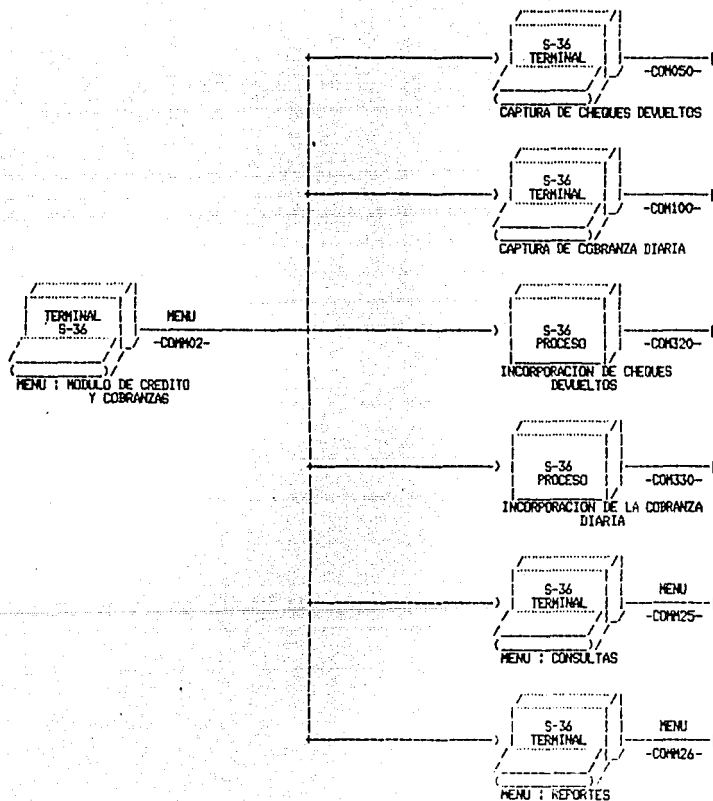 S-36
TERMINAL
-COM050-
CAPTURA DE CHEQUES DEVUELTOS
S-36
TERMINAL
-COM100-
CAPTURA DE COBRANZA DIARIA
TERMINAL
S-36
MENU
-COMM02-
MENU : MODULO DE CREDITO
Y COBRANZAS
S-36
PROCESO
-COM320-
INCORPORACION DE CHEQUES
DEVUELTOS
S-36
PROCESO
-COM330-
INCORPORACION DE LA COBRANZA
DIARIA
S-36
TERMINAL
MENU
-COMM25-
MENU : CONSULTAS
S-36
TERMINAL
MENU
-COMM26-
MENU : REPORTES